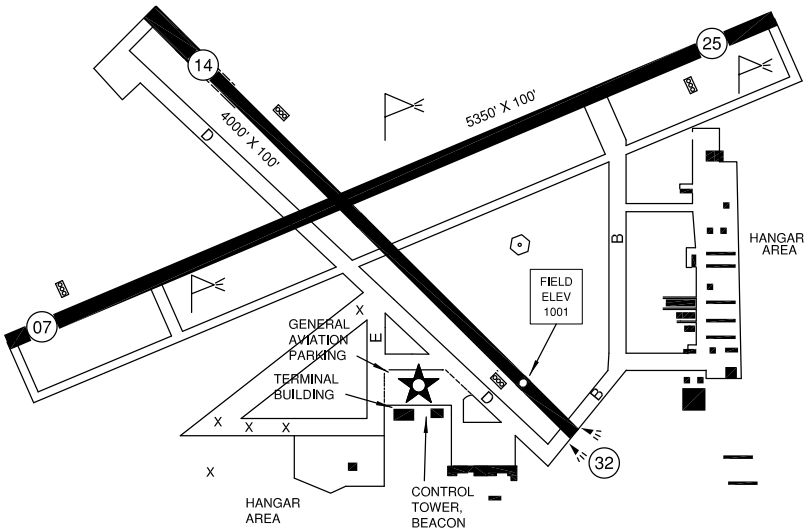 25
14
5350' X 100'
4000' X 100'
D
B
HANGAR
AREA
FIELD
ELEV
1001
07
X
GENERAL
AVIATION
PARKING
E
TERMINAL
BUILDING
B
D
X
X
X
32
X
HANGAR
AREA
CONTROL
TOWER,
BEACON